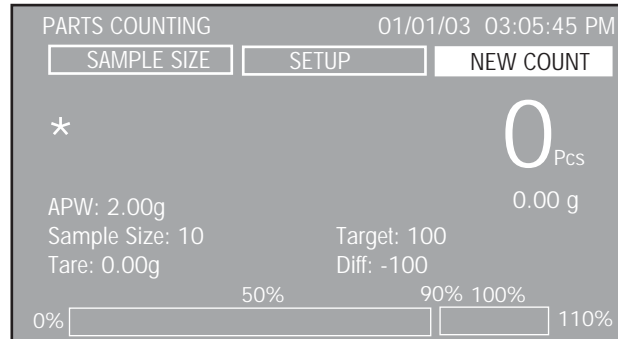 PARTS COUNTING 01/01/03 03:05:45 PM
SAMPLE SIZE SETUP NEW COUNT
* 0 Pcs
0.00 g
APW: 2.00g
Sample Size: 10 Target: 100
Tare: 0.00g Diff: -100
50% 90% 100%
0% 110%